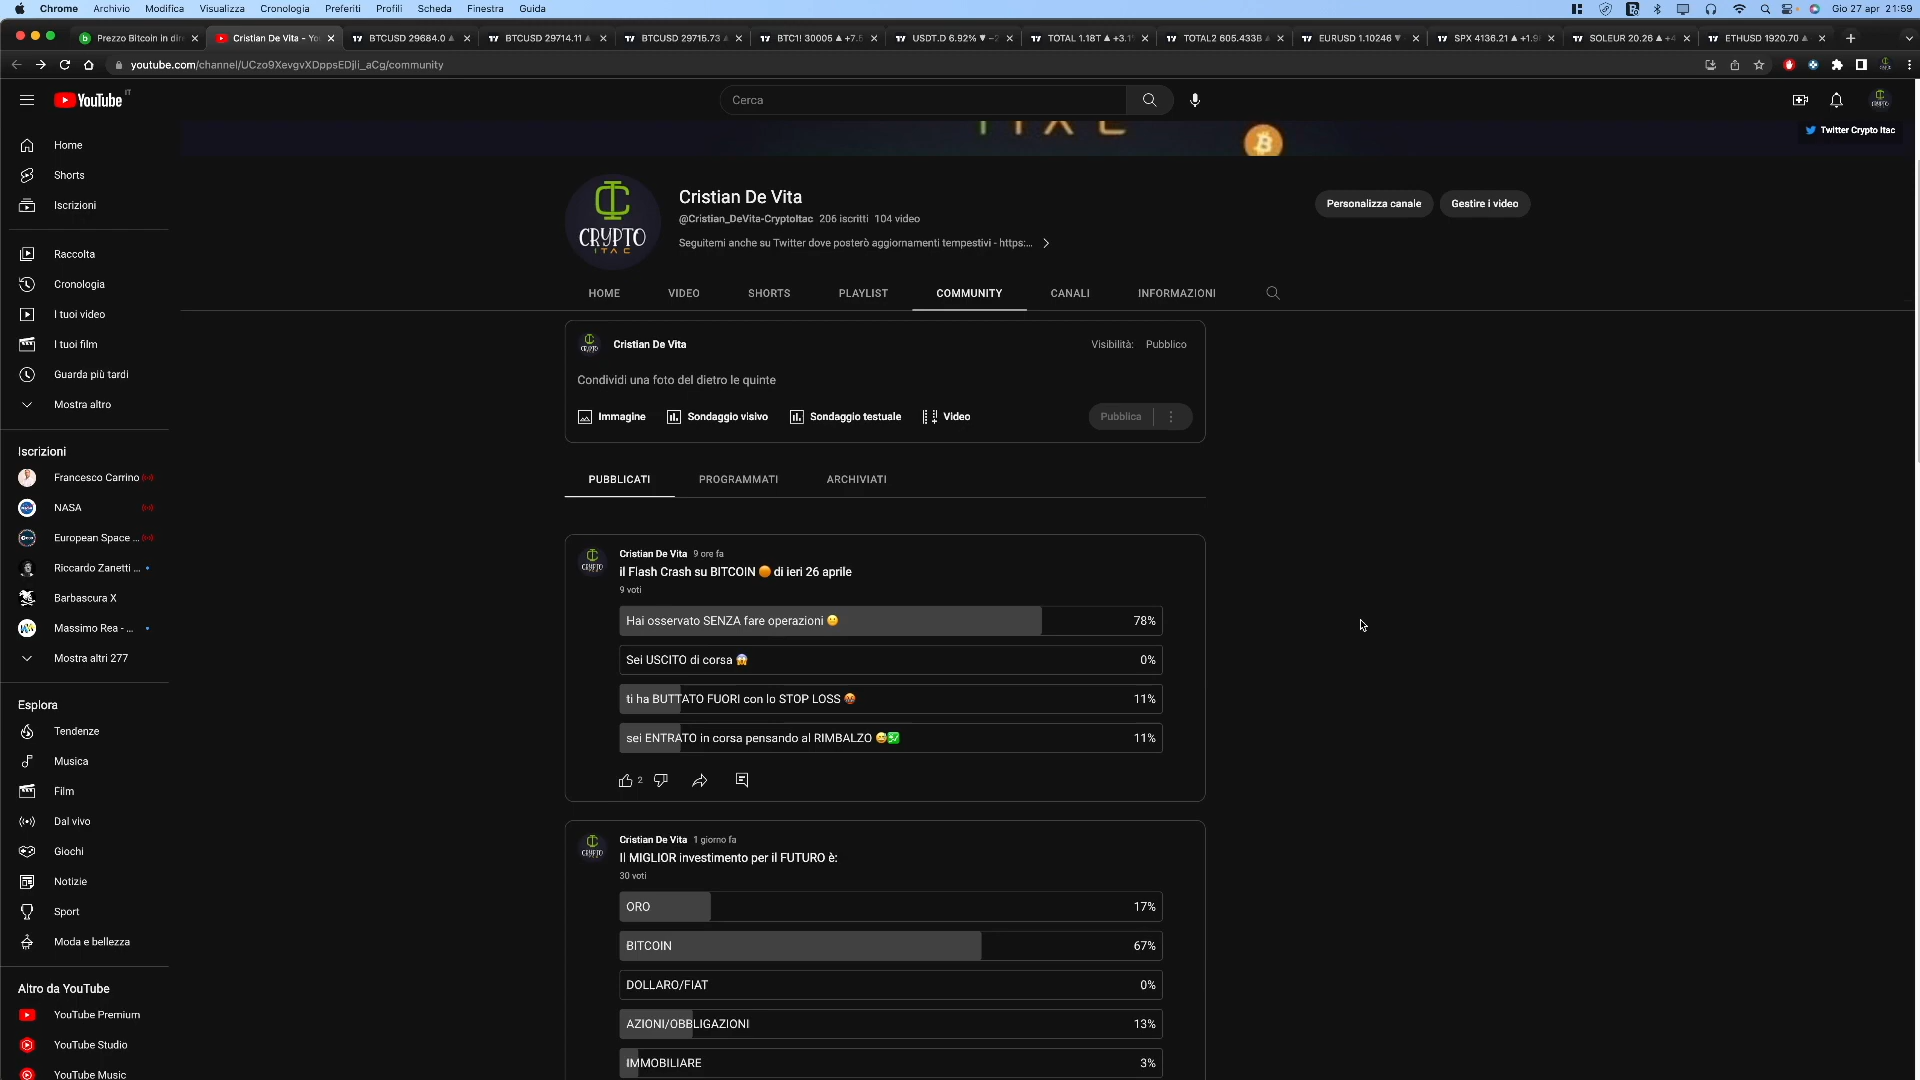 Chrome Archivio Modifica Visualizza Cronologia Preferiti Profili Scheda Finestra Guida Gio 27 apr 21:59
Prezzo Bitcoin in dir Cristian De Vita - Yo BTCUSD 29684.0 BTCUSD 29714.11 BTCUSD 29715.73 BTC1! 30005 USDT.D 6.92% TOTAL 1.18T TOTAL2 605.433B EURUSD 1.10246 SPX 4136.21 SOLEUR 20.26 ETHUSD 1920.70
youtube.com/channel/UCzo9XevgvXDppsEDjli_aCg/community
YouTube IT
Cerca
Twitter Crypto Itac
Home
Shorts
Iscrizioni
Raccolta
Cronologia
I tuoi video
I tuoi film
Guarda più tardi
Mostra altro
Iscrizioni
Francesco Carrino
NASA
European Space ...
Riccardo Zanetti ...
Barbascura X
Massimo Rea - ...
Mostra altri 277
Esplora
Tendenze
Musica
Film
Dal vivo
Giochi
Notizie
Sport
Moda e bellezza
Altro da YouTube
YouTube Premium
YouTube Studio
YouTube Music
CRYPTO
ITAC
Cristian De Vita
@Cristian_DeVita-CryptoItac 206 iscritti 104 video
Seguitemi anche su Twitter dove posterò aggiornamenti tempestivi - https:...
Personalizza canale Gestire i video
HOME VIDEO SHORTS PLAYLIST COMMUNITY CANALI INFORMAZIONI
Cristian De Vita Visibilità: Pubblico
Condividi una foto del dietro le quinte
Immagine Sondaggio visivo Sondaggio testuale Video Pubblica
PUBBLICATI PROGRAMMATI ARCHIVIATI
Cristian De Vita 9 ore fa
il Flash Crash su BITCOIN 🟠 di ieri 26 aprile
9 voti
Hai osservato SENZA fare operazioni 78%
Sei USCITO di corsa 😱 0%
ti ha BUTTATO FUORI con lo STOP LOSS 🤬 11%
sei ENTRATO in corsa pensando al RIMBALZO 😅💹 11%
2
Cristian De Vita 1 giorno fa
Il MIGLIOR investimento per il FUTURO è:
30 voti
ORO 17%
BITCOIN 67%
DOLLARO/FIAT 0%
AZIONI/OBBLIGAZIONI 13%
IMMOBILIARE 3%